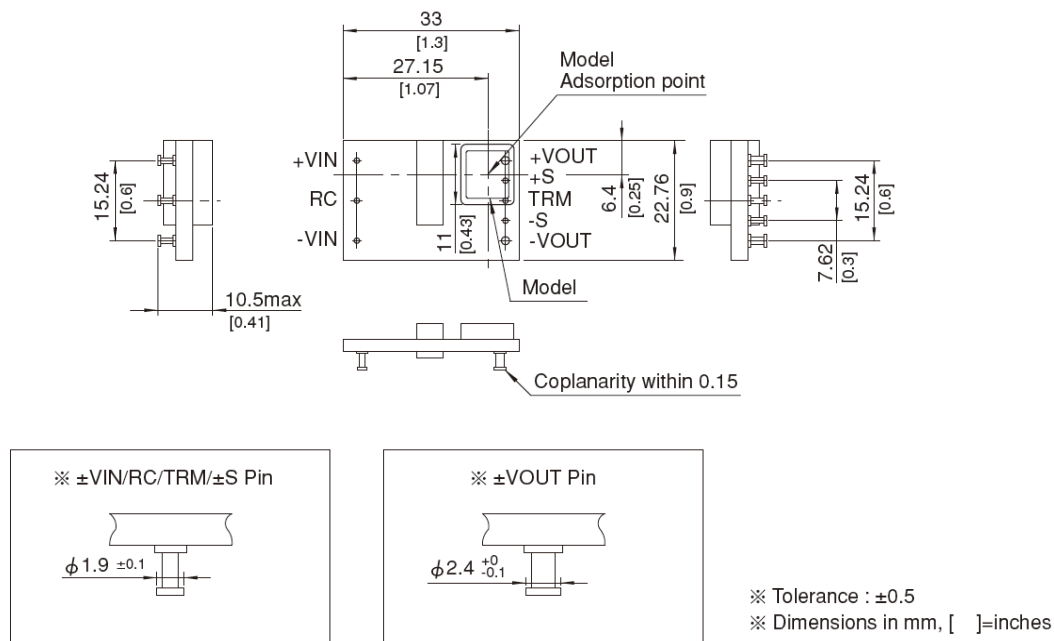 33
[1.3]
27.15
[1.07]
Model
Adsorption point
+VIN
RC
-VIN
+VOUT
+S
TRM
-S
-VOUT
15.24
[0.6]
11
[0.43]
6.4
[0.25]
22.76
[0.9]
15.24
[0.6]
7.62
[0.3]
10.5max
[0.41]
Model
Coplanarity within 0.15
※ ±VIN/RC/TRM/±S Pin
ϕ1.9 ±0.1
※ ±VOUT Pin
ϕ2.4 +0 -0.1
※ Tolerance : ±0.5
※ Dimensions in mm, [ ]=inches